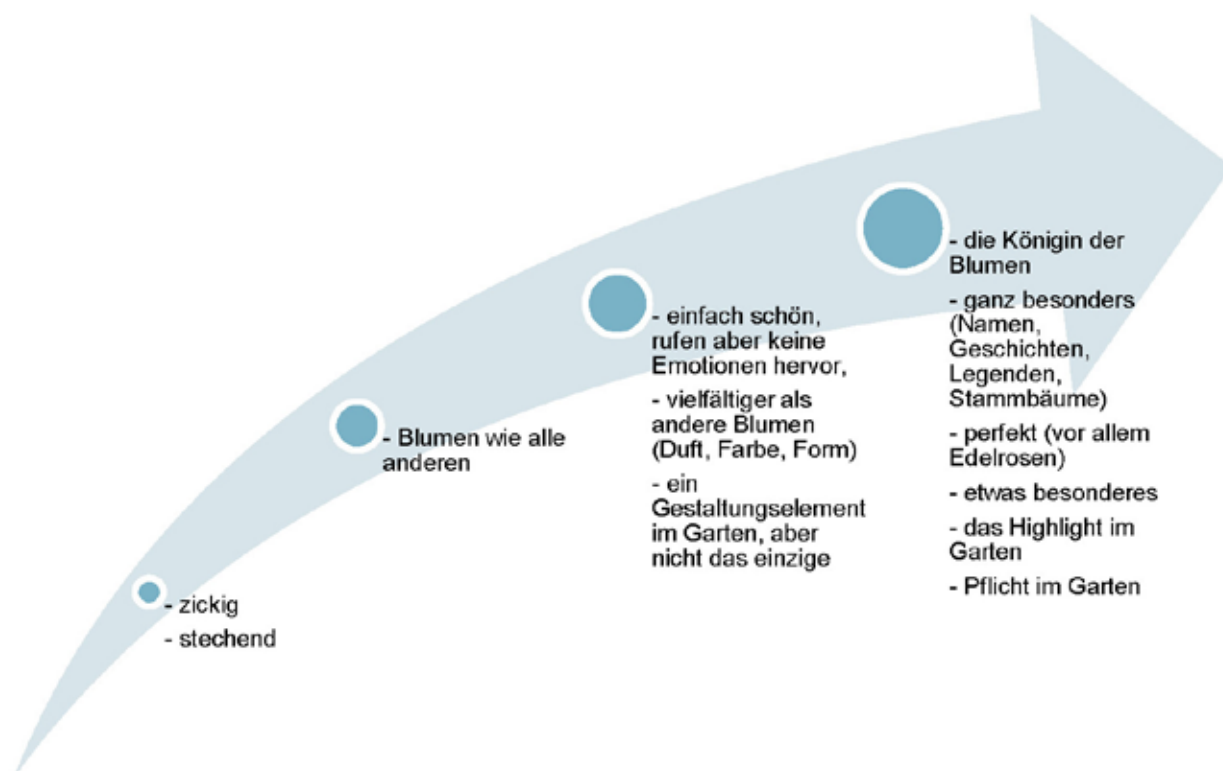 - zickig
- stechend
- Blumen wie alle
anderen
- einfach schön,
rufen aber keine
Emotionen hervor,
- vielfältiger als
andere Blumen
(Duft, Farbe, Form)
- ein
Gestaltungselement
im Garten, aber
nicht das einzige
- die Königin der
Blumen
- ganz besonders
(Namen,
Geschichten,
Legenden,
Stammbäume)
- perfekt (vor allem
Edelrosen)
- etwas besonderes
- das Highlight im
Garten
- Pflicht im Garten